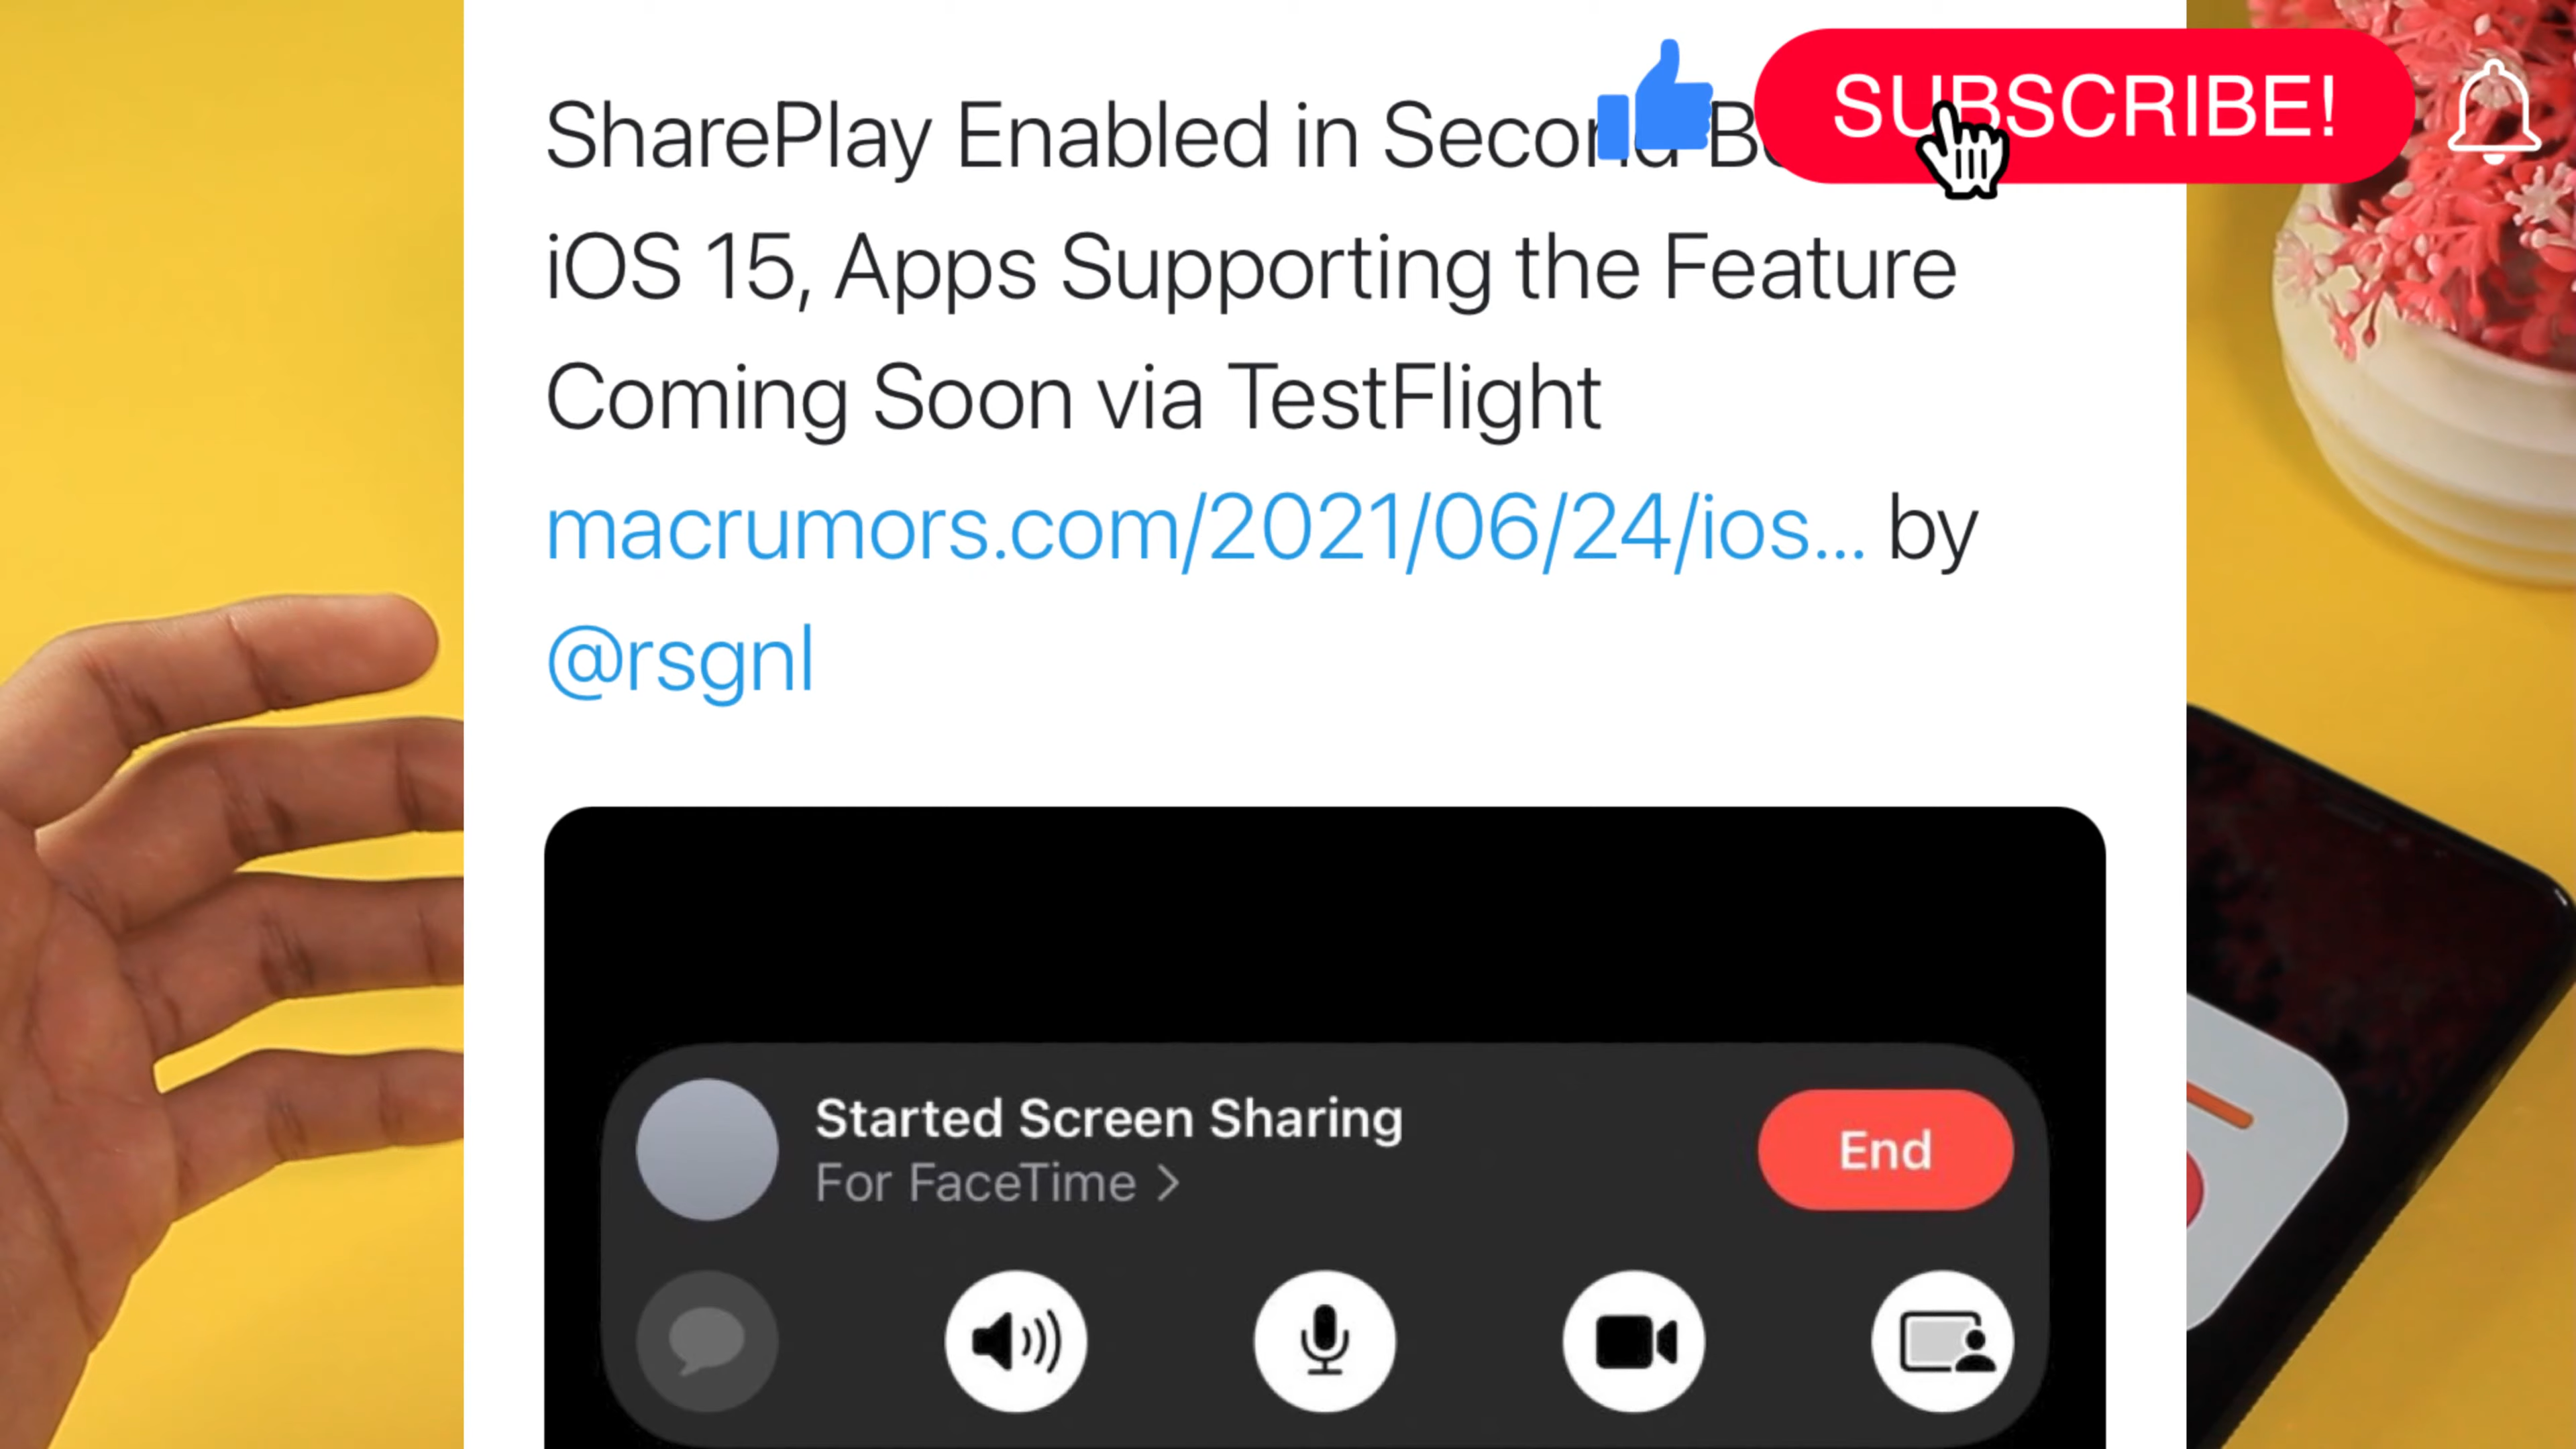 SharePlay Enabled in Second
SUBSCRIBE!
iOS 15, Apps Supporting the Feature
Coming Soon via TestFlight
macrumors.com/2021/06/24/ios... by
@rsgnl
Started Screen Sharing
For FaceTime >
End